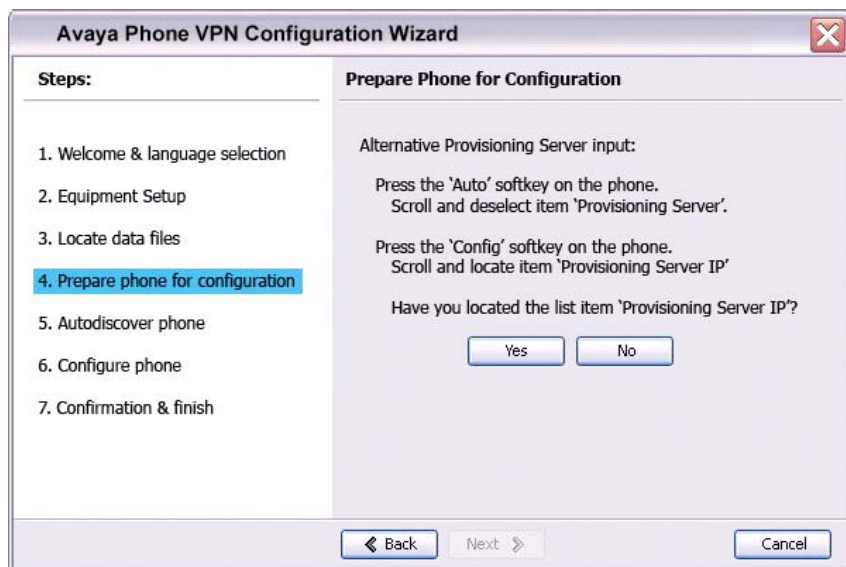 Avaya Phone VPN Configuration Wizard
Steps:
1. Welcome & language selection
2. Equipment Setup
3. Locate data files
4. Prepare phone for configuration
5. Autodiscover phone
6. Configure phone
7. Confirmation & finish
Prepare Phone for Configuration
Alternative Provisioning Server input:
Press the ‘Auto’ softkey on the phone.
Scroll and deselect item ‘Provisioning Server’.
Press the ‘Config’ softkey on the phone.
Scroll and locate item ‘Provisioning Server IP’
Have you located the list item ‘Provisioning Server IP’?
Yes
No
Back
Next
Cancel